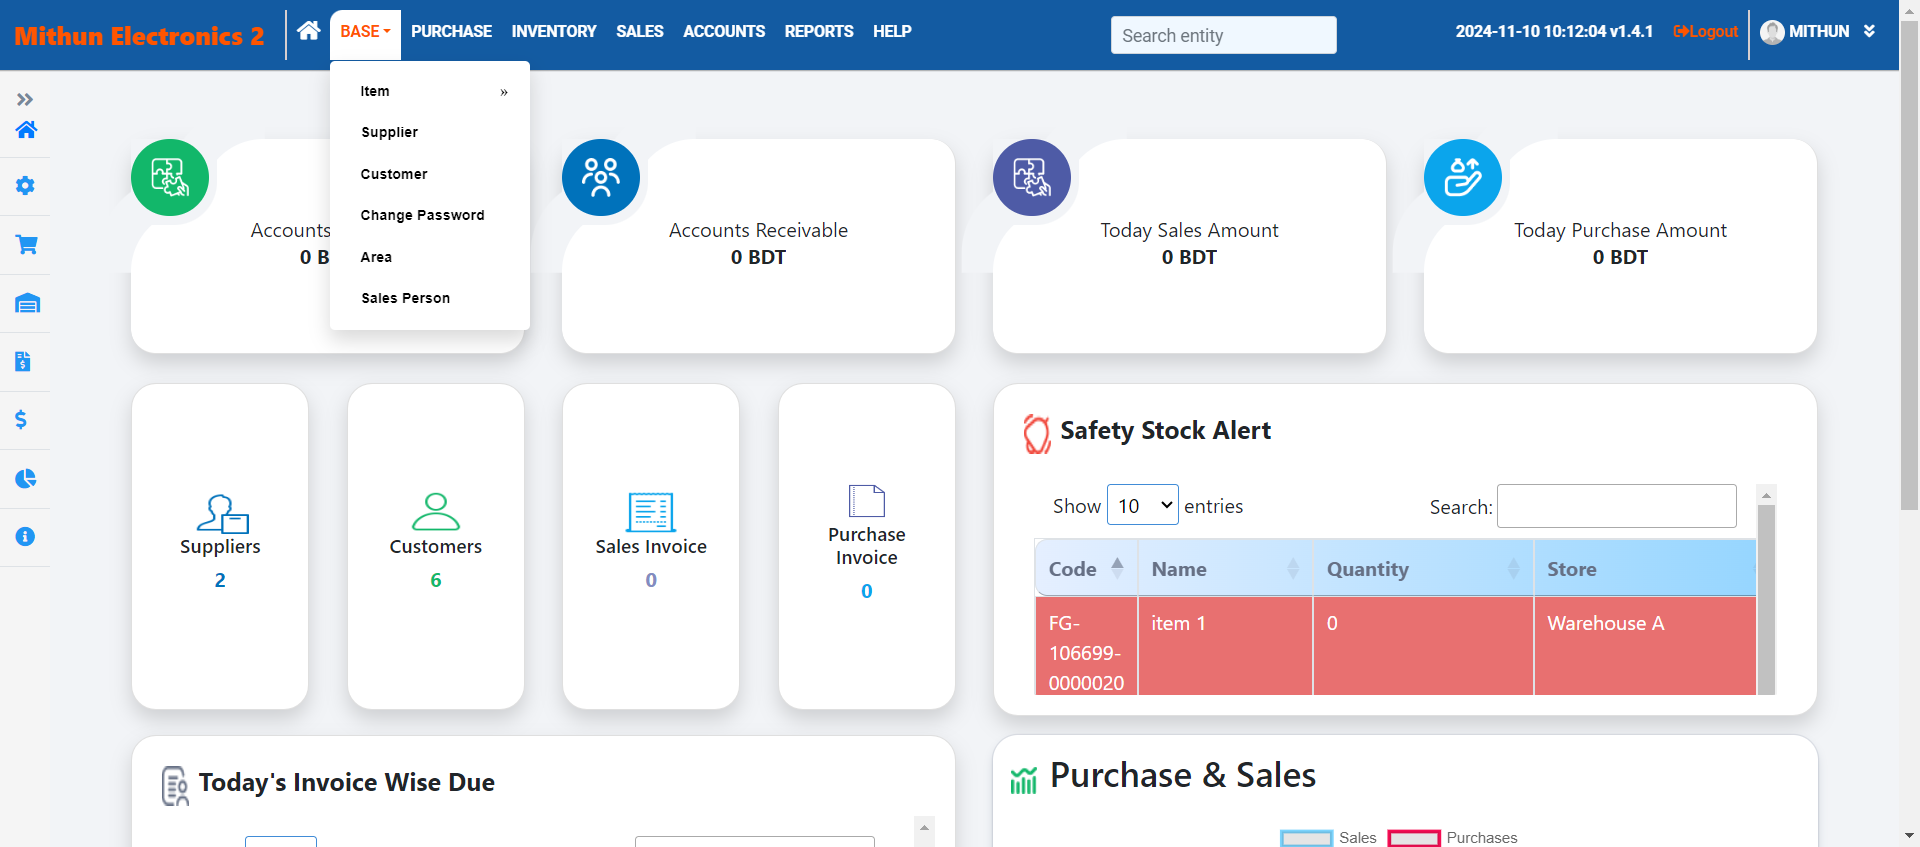 Mithun Electronics 2
BASE PURCHASE INVENTORY SALES ACCOUNTS REPORTS HELP
Search entity
2024-11-10 10:12:04 v1.4.1 Logout MITHUN
Item »
Supplier
Customer
Change Password
Area
Sales Person
Accounts
0 B
Accounts Receivable
0 BDT
Today Sales Amount
0 BDT
Today Purchase Amount
0 BDT
Suppliers
2
Customers
6
Sales Invoice
0
Purchase
Invoice
0
Safety Stock Alert
Show 10 entries Search:
Code Name Quantity Store
FG- item 1 0 Warehouse A
106699-
0000020
Today's Invoice Wise Due
Purchase & Sales
Sales Purchases